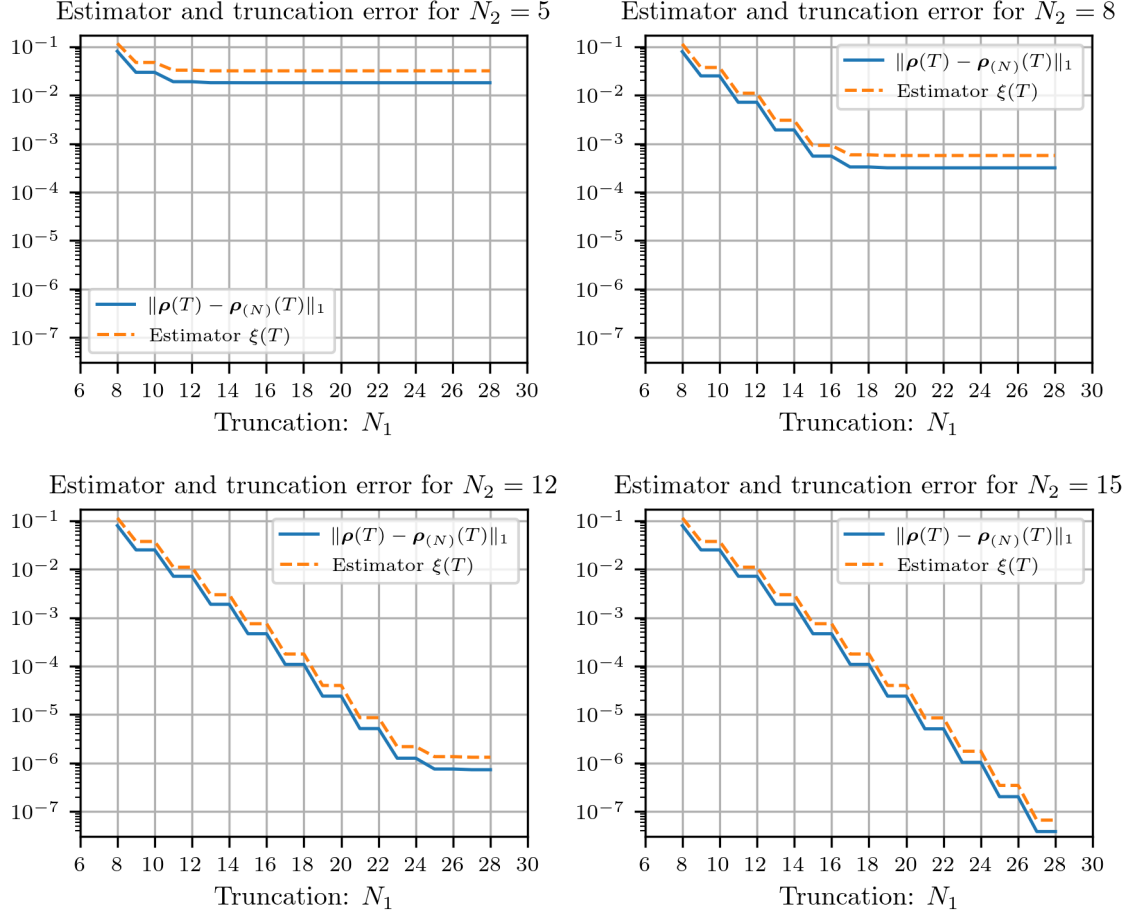 Estimator and truncation error for N₂ = 5
10⁻¹
10⁻²
10⁻³
10⁻⁴
10⁻⁵
10⁻⁶
10⁻⁷
‖ρ(T) − ρ₍N₎(T)‖₁
Estimator ξ(T)
6 8 10 12 14 16 18 20 22 24 26 28 30
Truncation: N₁
Estimator and truncation error for N₂ = 8
10⁻¹
10⁻²
10⁻³
10⁻⁴
10⁻⁵
10⁻⁶
10⁻⁷
‖ρ(T) − ρ₍N₎(T)‖₁
Estimator ξ(T)
6 8 10 12 14 16 18 20 22 24 26 28 30
Truncation: N₁
Estimator and truncation error for N₂ = 12
10⁻¹
10⁻²
10⁻³
10⁻⁴
10⁻⁵
10⁻⁶
10⁻⁷
‖ρ(T) − ρ₍N₎(T)‖₁
Estimator ξ(T)
6 8 10 12 14 16 18 20 22 24 26 28 30
Truncation: N₁
Estimator and truncation error for N₂ = 15
10⁻¹
10⁻²
10⁻³
10⁻⁴
10⁻⁵
10⁻⁶
10⁻⁷
‖ρ(T) − ρ₍N₎(T)‖₁
Estimator ξ(T)
6 8 10 12 14 16 18 20 22 24 26 28 30
Truncation: N₁